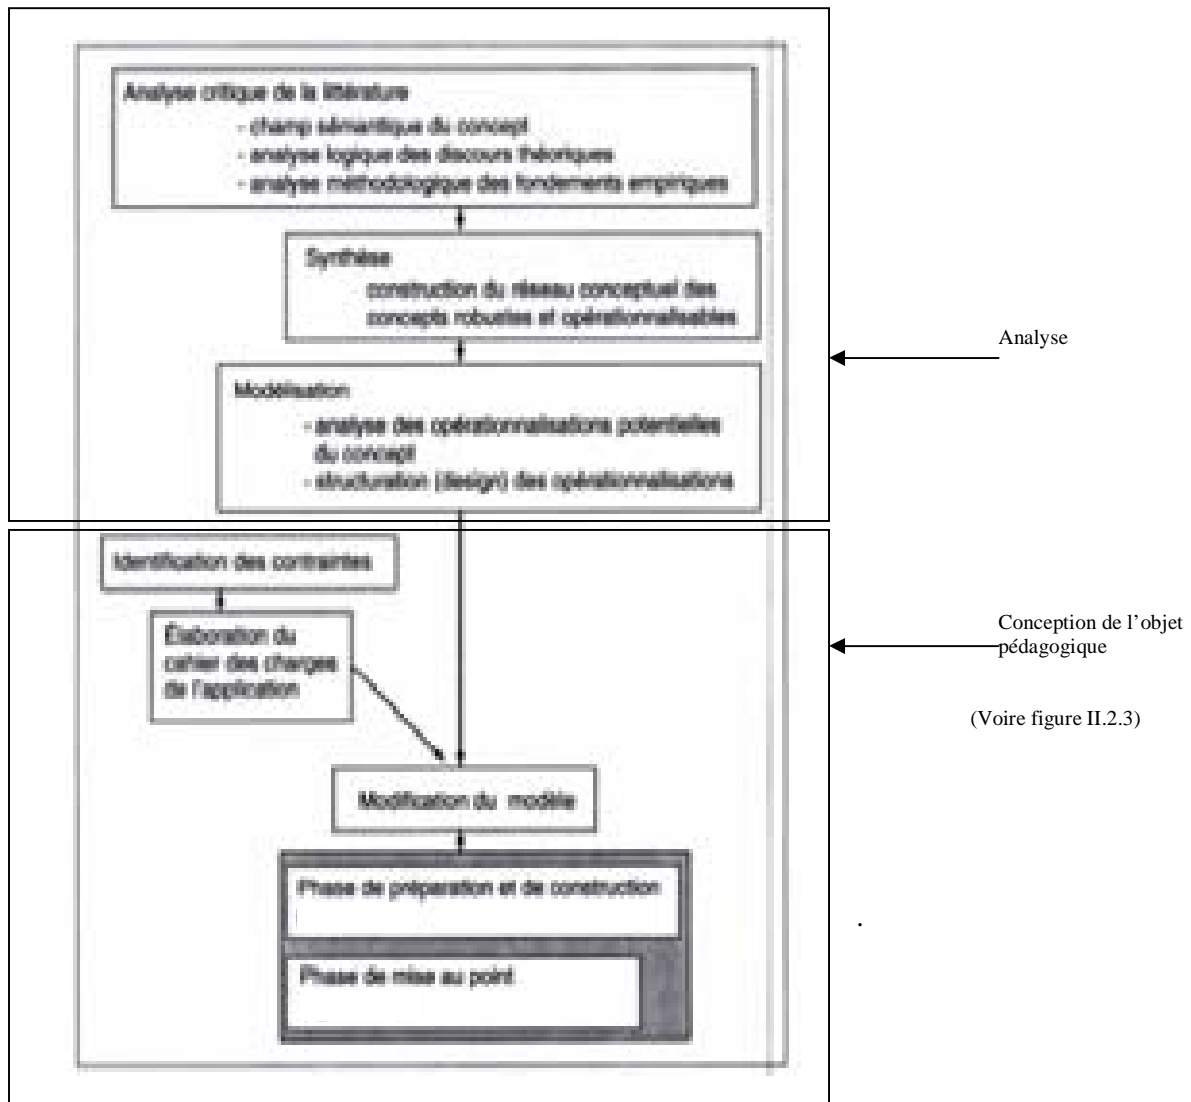 Analyse critique de la littérature
- champ sémantique du concept
- analyse logique des discours théoriques
- analyse méthodologique des fondements empiriques
Synthèse
construction du réseau conceptuel des
concepts robustes et opérationnalisables
Modélisation
- analyse des opérationnalisations potentielles
du concept
- structuration (design) des opérationnalisations
Analyse
Identification des contraintes
Élaboration du
cahier des charges
de l'application
Conception de l’objet
pédagogique
(Voire figure II.2.3)
Modification du modèle
Phase de préparation et de construction
.
Phase de mise au point